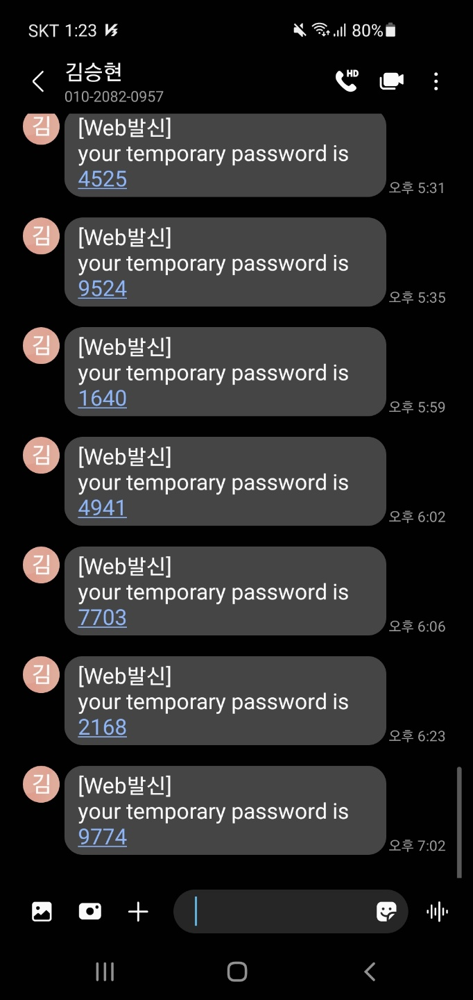 SKT 1:23 80%
김승현
HD
010-2082-0957
김
[Web발신]
your temporary password is
4525
오후 5:31
김
[Web발신]
your temporary password is
9524
오후 5:35
김
[Web발신]
your temporary password is
1640
오후 5:59
김
[Web발신]
your temporary password is
4941
오후 6:02
김
[Web발신]
your temporary password is
7703
오후 6:06
김
[Web발신]
your temporary password is
2168
오후 6:23
김
[Web발신]
your temporary password is
9774
오후 7:02